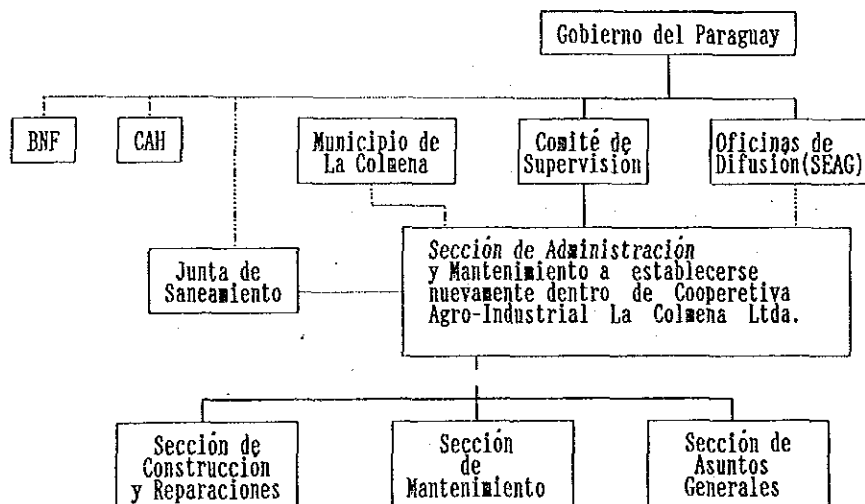 Gobierno del Paraguay
BNF
CAH
Municipio de
La Colmena
Comité de
Supervisión
Oficinas de
Difusión(SEAG)
Junta de
Saneamiento
Sección de Administración
y Mantenimiento a establecerse
nuevamente dentro de Cooperetiva
Agro-Industrial La Colmena Ltda.
Sección de
Construccion
y Reparaciones
Sección
de
Mantenimiento
Sección de
Asuntos
Generales